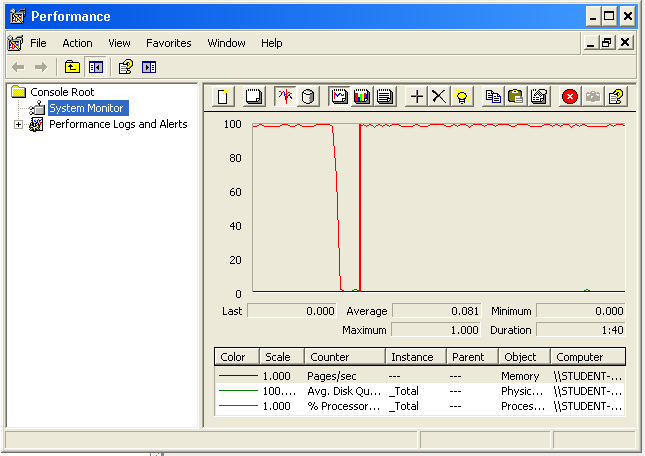 Performance
File Action View Favorites Window Help
Console Root
System Monitor
Performance Logs and Alerts
100
80
60
40
20
0
Last 0.000 Average 0.081 Minimum 0.000
Maximum 1.000 Duration 1:40
Color Scale Counter Instance Parent Object Computer
1.000 Pages/sec --- --- Memory \\STUDENT-...
100.... Avg. Disk Qu... _Total --- Physic... \\STUDENT-...
1.000 % Processor... _Total --- Proces... \\STUDENT-...